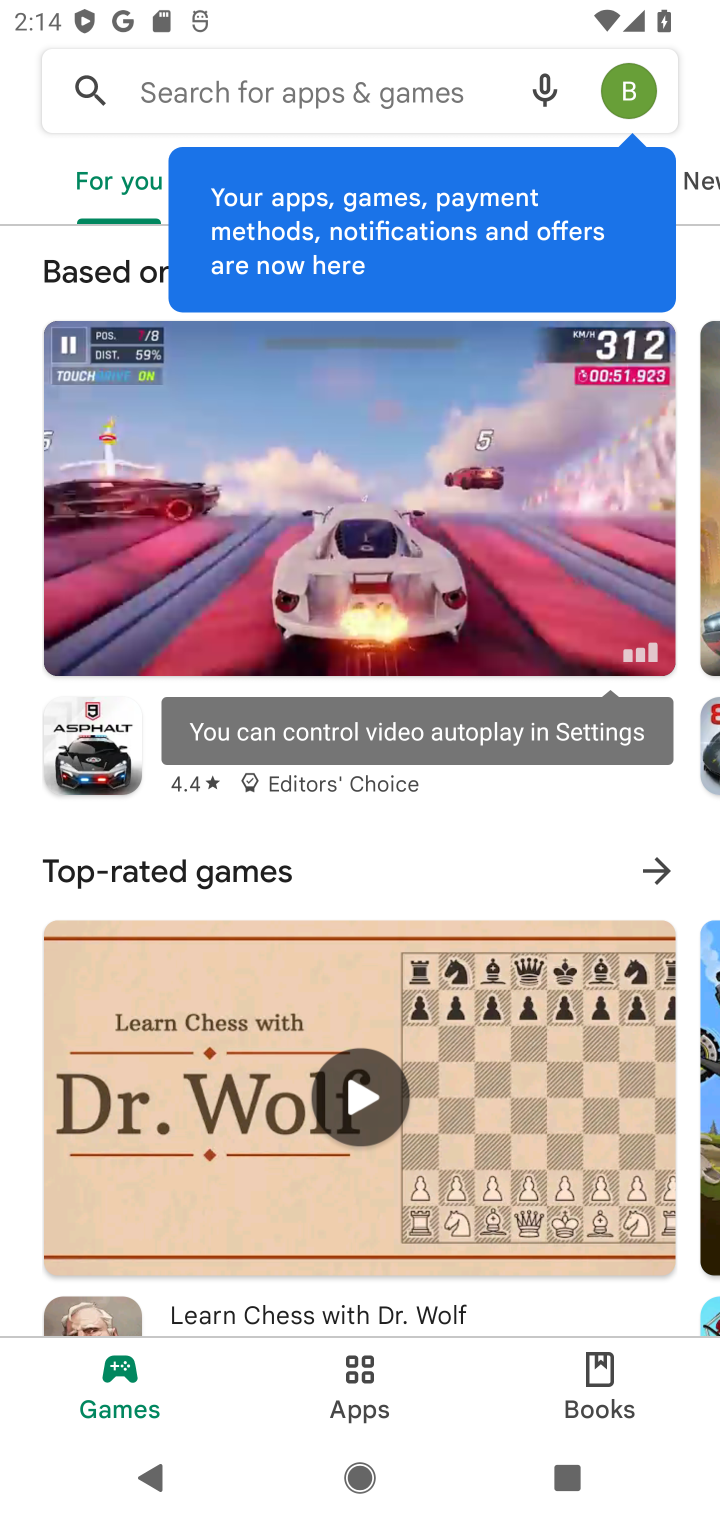 2:14
Search for apps & games
B
For you
New
Your apps, games, payment
methods, notifications and offers
are now here
Based on
POS. /8
DIST. 59%
TOUCHDRIVE ON
KM/H 312
00:51.923
5
5
9
ASPHALT
You can control video autoplay in Settings
4.4★ Editors' Choice
8
Top-rated games
Learn Chess with
Dr. Wolf
Learn Chess with Dr. Wolf
Games
Apps
Books